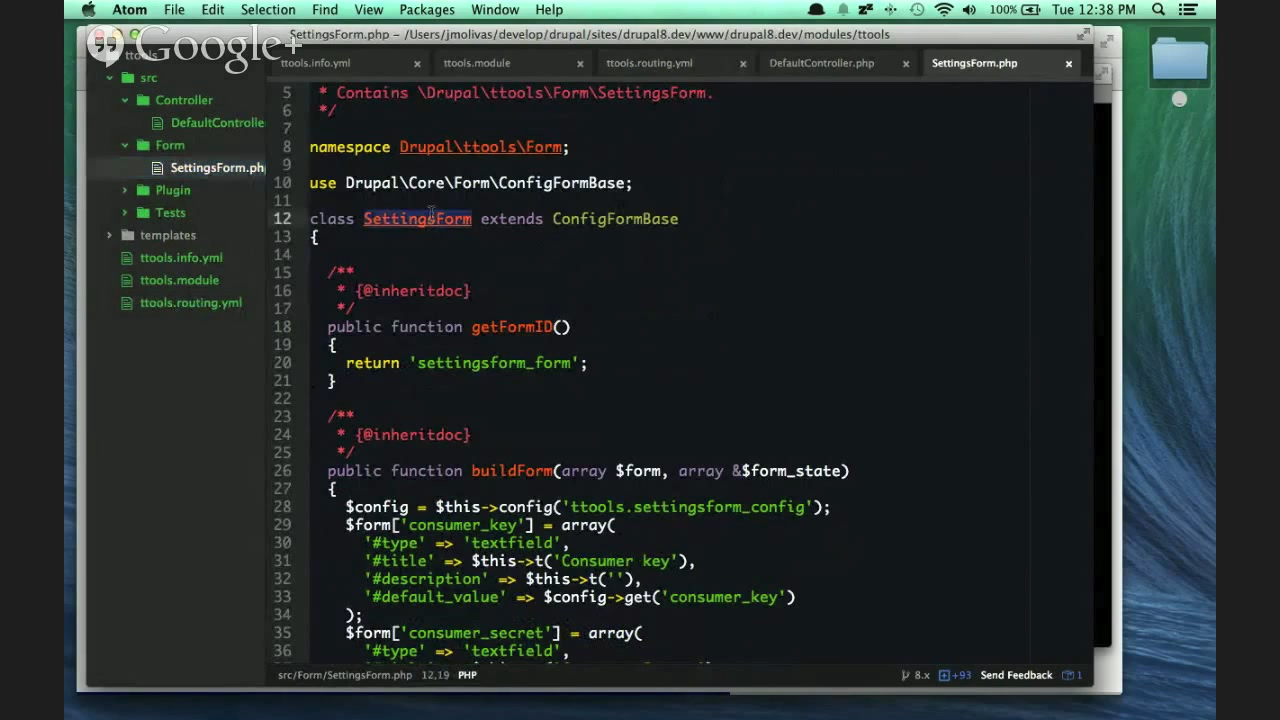 Atom File Edit Selection Find View Packages Window Help 100% Tue 12:38 PM
SettingsForm.php – /Users/jmolivas/develop/drupal/sites/drupal8.dev/www/drupal8.dev/modules/ttools
Google+
ttools
ttools.info.yml ttools.module ttools.routing.yml DefaultController.php SettingsForm.php
src
Controller
DefaultControlle
Form
SettingsForm.php
Plugin
Tests
templates
ttools.info.yml
ttools.module
ttools.routing.yml
5 * Contains \Drupal\ttools\Form\SettingsForm.
6 */
7
8 namespace Drupal\ttools\Form;
9
10 use Drupal\Core\Form\ConfigFormBase;
11
12 class SettingsForm extends ConfigFormBase
13 {
14
15 /**
16 * {@inheritdoc}
17 */
18 public function getFormID()
19 {
20 return 'settingsform_form';
21 }
22
23 /**
24 * {@inheritdoc}
25 */
26 public function buildForm(array $form, array &$form_state)
27 {
28 $config = $this->config('ttools.settingsform_config');
29 $form['consumer_key'] = array(
30 '#type' => 'textfield',
31 '#title' => $this->t('Consumer key'),
32 '#description' => $this->t(''),
33 '#default_value' => $config->get('consumer_key')
34 );
35 $form['consumer_secret'] = array(
36 '#type' => 'textfield',
src/Form/SettingsForm.php 12,19 PHP 8.x +93 Send Feedback 1